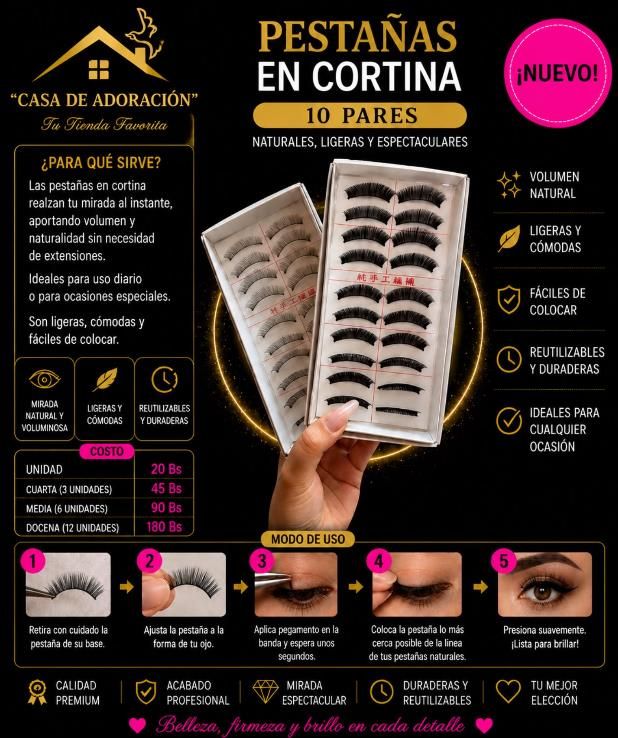 PESTAÑAS
EN CORTINA
10 PARES
NATURALES, LIGERAS Y ESPECTACULARES
¡NUEVO!
“CASA DE ADORACIÓN”
Tu Tienda Favorita
¿PARA QUÉ SIRVE?
Las pestañas en cortina
realzan tu mirada al instante,
aportando volumen y
naturalidad sin necesidad
de extensiones.
Ideales para uso diario
o para ocasiones especiales.
Son ligeras, cómodas y
fáciles de colocar.
MIRADA
NATURAL Y
VOLUMINOSA
LIGERAS Y
CÓMODAS
REUTILIZABLES
Y DURADERAS
COSTO
UNIDAD 20 Bs
CUARTA (3 UNIDADES) 45 Bs
MEDIA (6 UNIDADES) 90 Bs
DOCENA (12 UNIDADES) 180 Bs
純手工編織
VOLUMEN
NATURAL
LIGERAS Y
CÓMODAS
FÁCILES DE
COLOCAR
REUTILIZABLES
Y DURADERAS
IDEALES PARA
CUALQUIER
OCASIÓN
MODO DE USO
1
Retira con cuidado la
pestaña de su base.
2
Ajusta la pestaña a la
forma de tu ojo.
3
Aplica pegamento en la
banda y espera unos
segundos.
4
Coloca la pestaña lo más
cerca posible de la linea
de tus pestañas naturales.
5
Presiona suavemente.
¡Lista para brillar!
CALIDAD
PREMIUM
ACABADO
PROFESIONAL
MIRADA
ESPECTACULAR
DURADERAS Y
REUTILIZABLES
TU MEJOR
ELECCIÓN
Belleza, firmeza y brillo en cada detalle